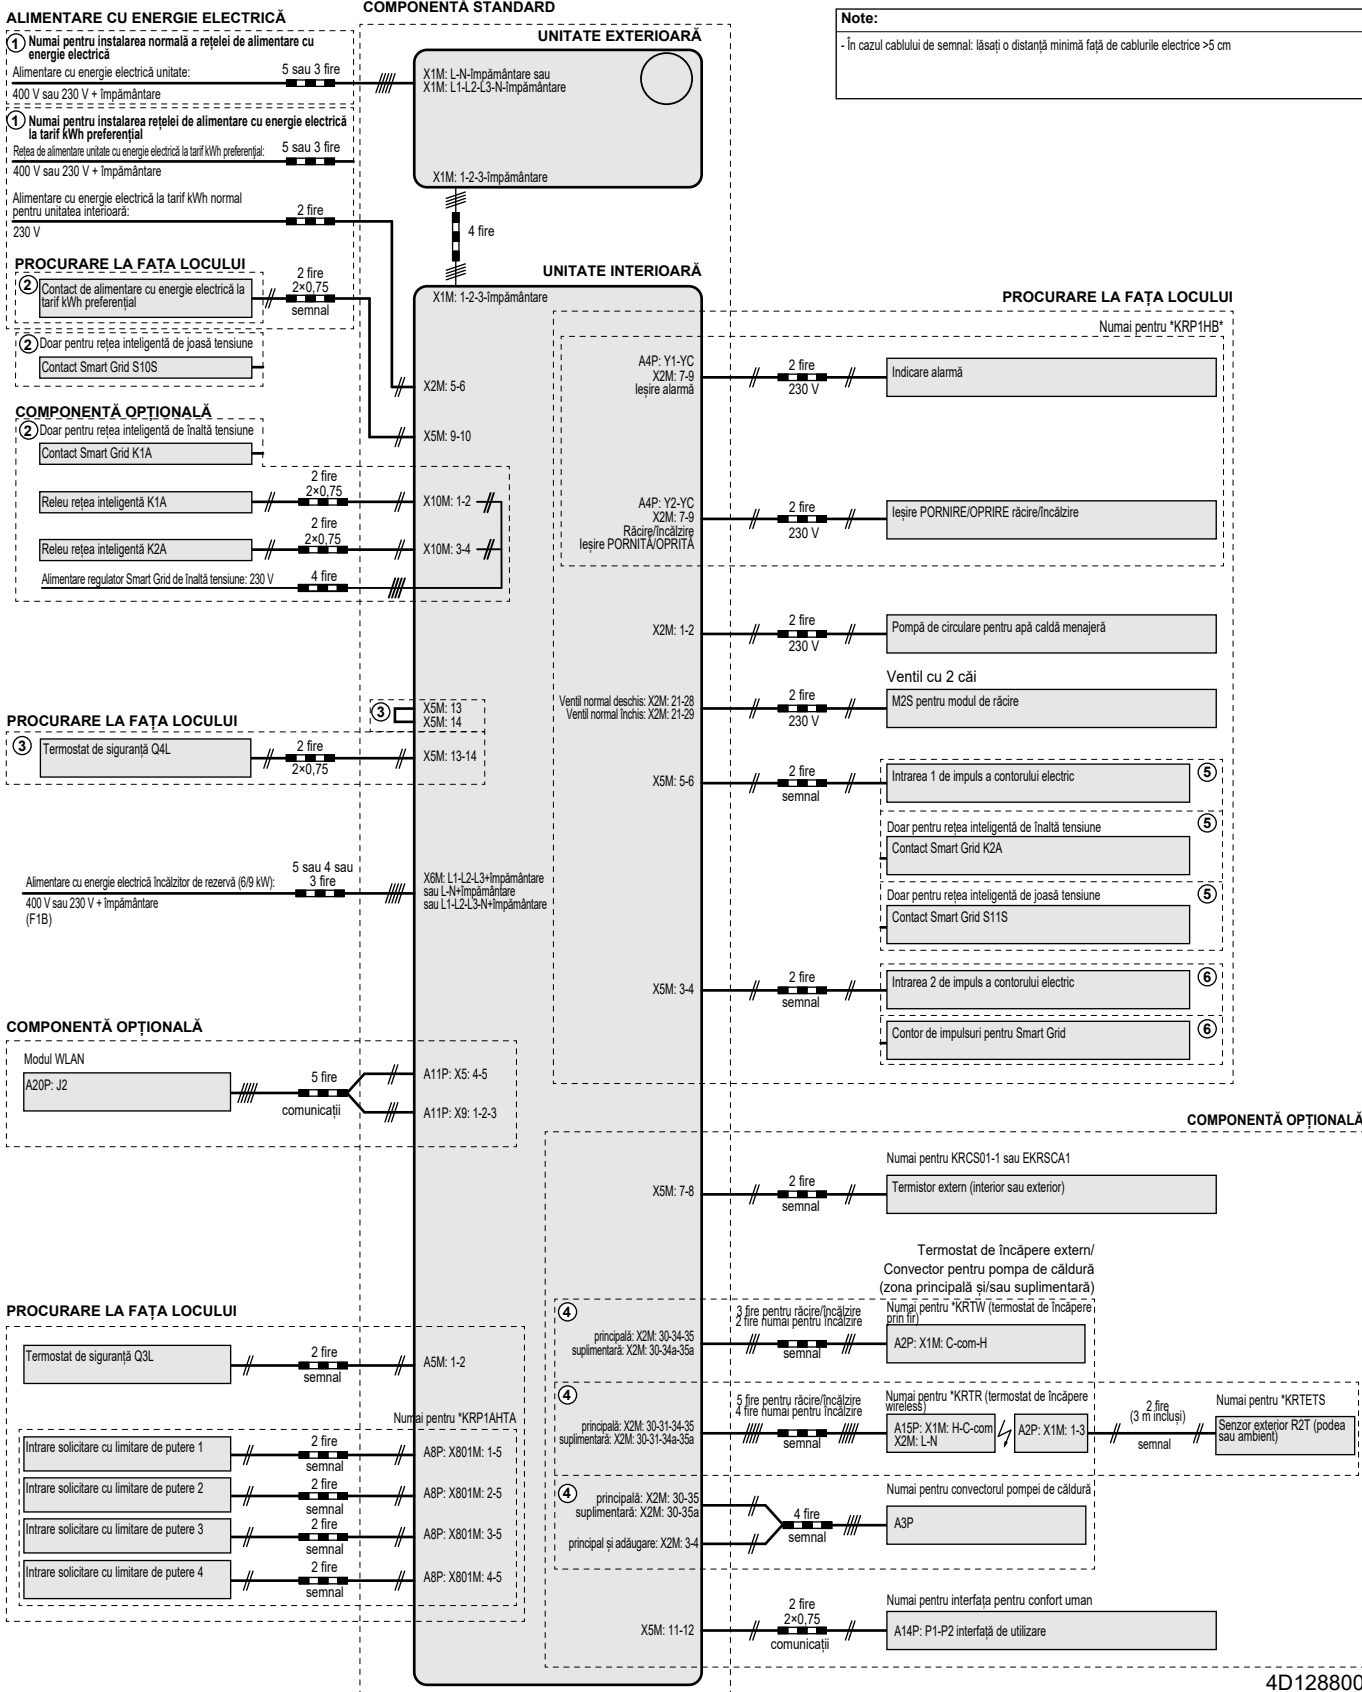 ALIMENTARE CU ENERGIE ELECTRICĂ
1 Numai pentru instalarea normală a rețelei de alimentare cu
energie electrică
Alimentare cu energie electrică unitate:
5 sau 3 fire
400 V sau 230 V + împământare
1 Numai pentru instalarea rețelei de alimentare cu energie electrică
la tarif kWh preferențial
Rețea de alimentare unitate cu energie electrică la tarif kWh preferențial:
5 sau 3 fire
400 V sau 230 V + împământare
Alimentare cu energie electrică la tarif kWh normal
pentru unitatea interioară:
2 fire
230 V
PROCURARE LA FAȚA LOCULUI
2 Contact de alimentare cu energie electrică la
tarif kWh preferențial
2 fire
2×0,75
semnal
2 Doar pentru rețea inteligentă de joasă tensiune
Contact Smart Grid S10S
COMPONENTĂ OPȚIONALĂ
2 Doar pentru rețea inteligentă de înaltă tensiune
Contact Smart Grid K1A
Releu rețea inteligentă K1A
2 fire
2×0,75
Releu rețea inteligentă K2A
2 fire
2×0,75
Alimentare regulator Smart Grid de înaltă tensiune: 230 V
4 fire
PROCURARE LA FAȚA LOCULUI
3 Termostat de siguranță Q4L
2 fire
2×0,75
Alimentare cu energie electrică încălzitor de rezervă (6/9 kW):
5 sau 4 sau
3 fire
400 V sau 230 V + împământare
(F1B)
COMPONENTĂ OPȚIONALĂ
Modul WLAN
A20P: J2
5 fire
comunicații
PROCURARE LA FAȚA LOCULUI
Termostat de siguranță Q3L
2 fire
semnal
Numai pentru *KRP1AHTA
Intrare solicitare cu limitare de putere 1
2 fire
semnal
Intrare solicitare cu limitare de putere 2
2 fire
semnal
Intrare solicitare cu limitare de putere 3
2 fire
semnal
Intrare solicitare cu limitare de putere 4
2 fire
semnal
COMPONENTĂ STANDARD
UNITATE EXTERIOARĂ
X1M: L-N-împământare sau
X1M: L1-L2-L3-N-împământare
X1M: 1-2-3-împământare
4 fire
UNITATE INTERIOARĂ
X1M: 1-2-3-împământare
X2M: 5-6
X5M: 9-10
X10M: 1-2
X10M: 3-4
3
X5M: 13
X5M: 14
X5M: 13-14
X6M: L1-L2-L3+împământare
sau L-N+împământare
sau L1-L2-L3-N+împământare
A11P: X5: 4-5
A11P: X9: 1-2-3
A5M: 1-2
A8P: X801M: 1-5
A8P: X801M: 2-5
A8P: X801M: 3-5
A8P: X801M: 4-5
Note:
- În cazul cablului de semnal: lăsați o distanță minimă față de cablurile electrice >5 cm
PROCURARE LA FAȚA LOCULUI
Numai pentru *KRP1HB*
A4P: Y1-YC
X2M: 7-9
Ieșire alarmă
2 fire
230 V
Indicare alarmă
A4P: Y2-YC
X2M: 7-9
Răcire/încălzire
Ieșire PORNITĂ/OPRITĂ
2 fire
230 V
Ieșire PORNIRE/OPRIRE răcire/încălzire
X2M: 1-2
2 fire
230 V
Pompă de circulare pentru apă caldă menajeră
Ventil cu 2 căi
Ventil normal deschis: X2M: 21-28
Ventil normal închis: X2M: 21-29
2 fire
230 V
M2S pentru modul de răcire
X5M: 5-6
2 fire
semnal
Intrarea 1 de impuls a contorului electric
5
Doar pentru rețea inteligentă de înaltă tensiune
5
Contact Smart Grid K2A
Doar pentru rețea inteligentă de joasă tensiune
5
Contact Smart Grid S11S
X5M: 3-4
2 fire
semnal
Intrarea 2 de impuls a contorului electric
6
Contor de impulsuri pentru Smart Grid
6
COMPONENTĂ OPȚIONALĂ
Numai pentru KRCS01-1 sau EKRSCA1
X5M: 7-8
2 fire
semnal
Termistor extern (interior sau exterior)
Termostat de încăpere extern/
Convector pentru pompa de căldură
(zona principală și/sau suplimentară)
4
principală: X2M: 30-34-35
suplimentară: X2M: 30-34a-35a
3 fire pentru răcire/încălzire
2 fire numai pentru încălzire
semnal
Numai pentru *KRTW (termostat de încăpere
prin fir)
A2P: X1M: C-com-H
4
principală: X2M: 30-31-34-35
suplimentară: X2M: 30-31-34a-35a
5 fire pentru răcire/încălzire
4 fire numai pentru încălzire
semnal
Numai pentru *KRTR (termostat de încăpere
wireless)
A15P: X1M: H-C-com
X2M: L-N
A2P: X1M: 1-3
2 fire
(3 m incluși)
semnal
Numai pentru *KRTETS
Senzor exterior R2T (podea
sau ambient)
4
principală: X2M: 30-35
suplimentară: X2M: 30-35a
principal și adăugare: X2M: 3-4
4 fire
semnal
Numai pentru convectorul pompei de căldură
A3P
X5M: 11-12
2 fire
2×0,75
comunicații
Numai pentru interfața pentru confort uman
A14P: P1-P2 interfață de utilizare
4D128800